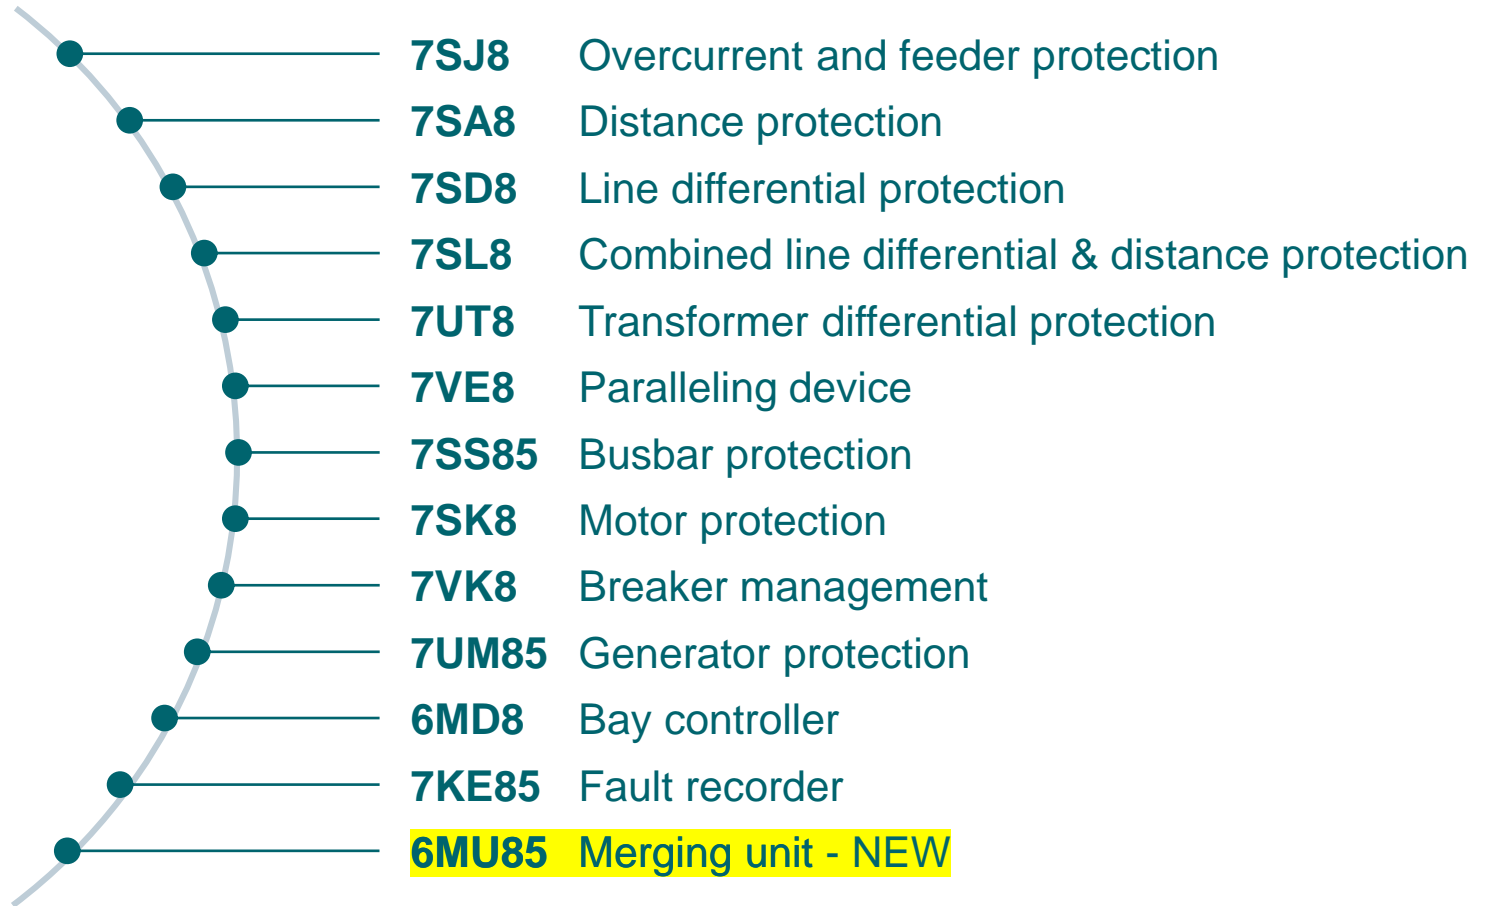 7SJ8 Overcurrent and feeder protection
7SA8 Distance protection
7SD8 Line differential protection
7SL8 Combined line differential & distance protection
7UT8 Transformer differential protection
7VE8 Paralleling device
7SS85 Busbar protection
7SK8 Motor protection
7VK8 Breaker management
7UM85 Generator protection
6MD8 Bay controller
7KE85 Fault recorder
6MU85 Merging unit - NEW